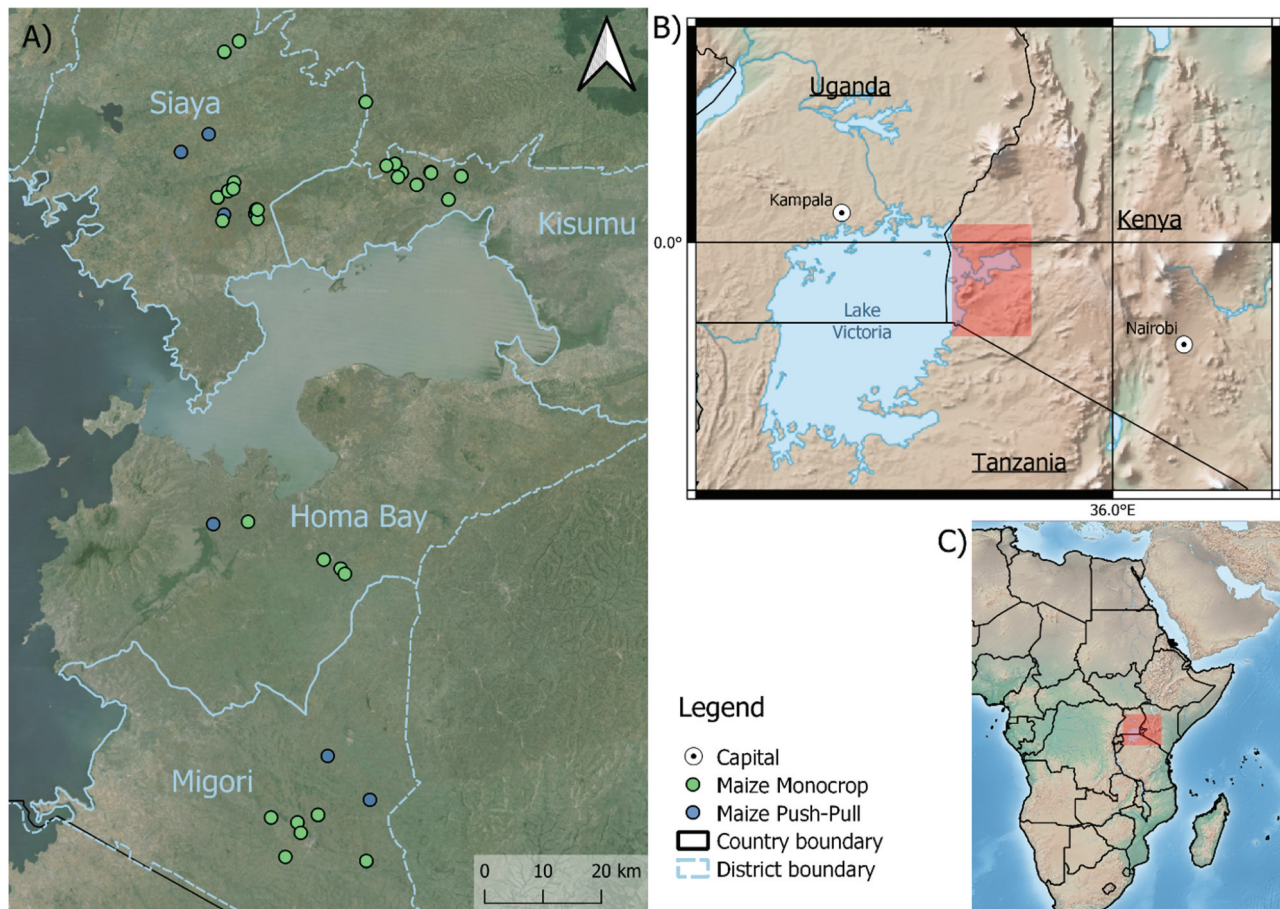 A)
Siaya
Kisumu
Homa Bay
Migori
0 10 20 km
B)
Uganda
Kampala
Kenya
0.0°
Lake
Victoria
Nairobi
Tanzania
36.0°E
C)
Legend
Capital
Maize Monocrop
Maize Push-Pull
Country boundary
District boundary